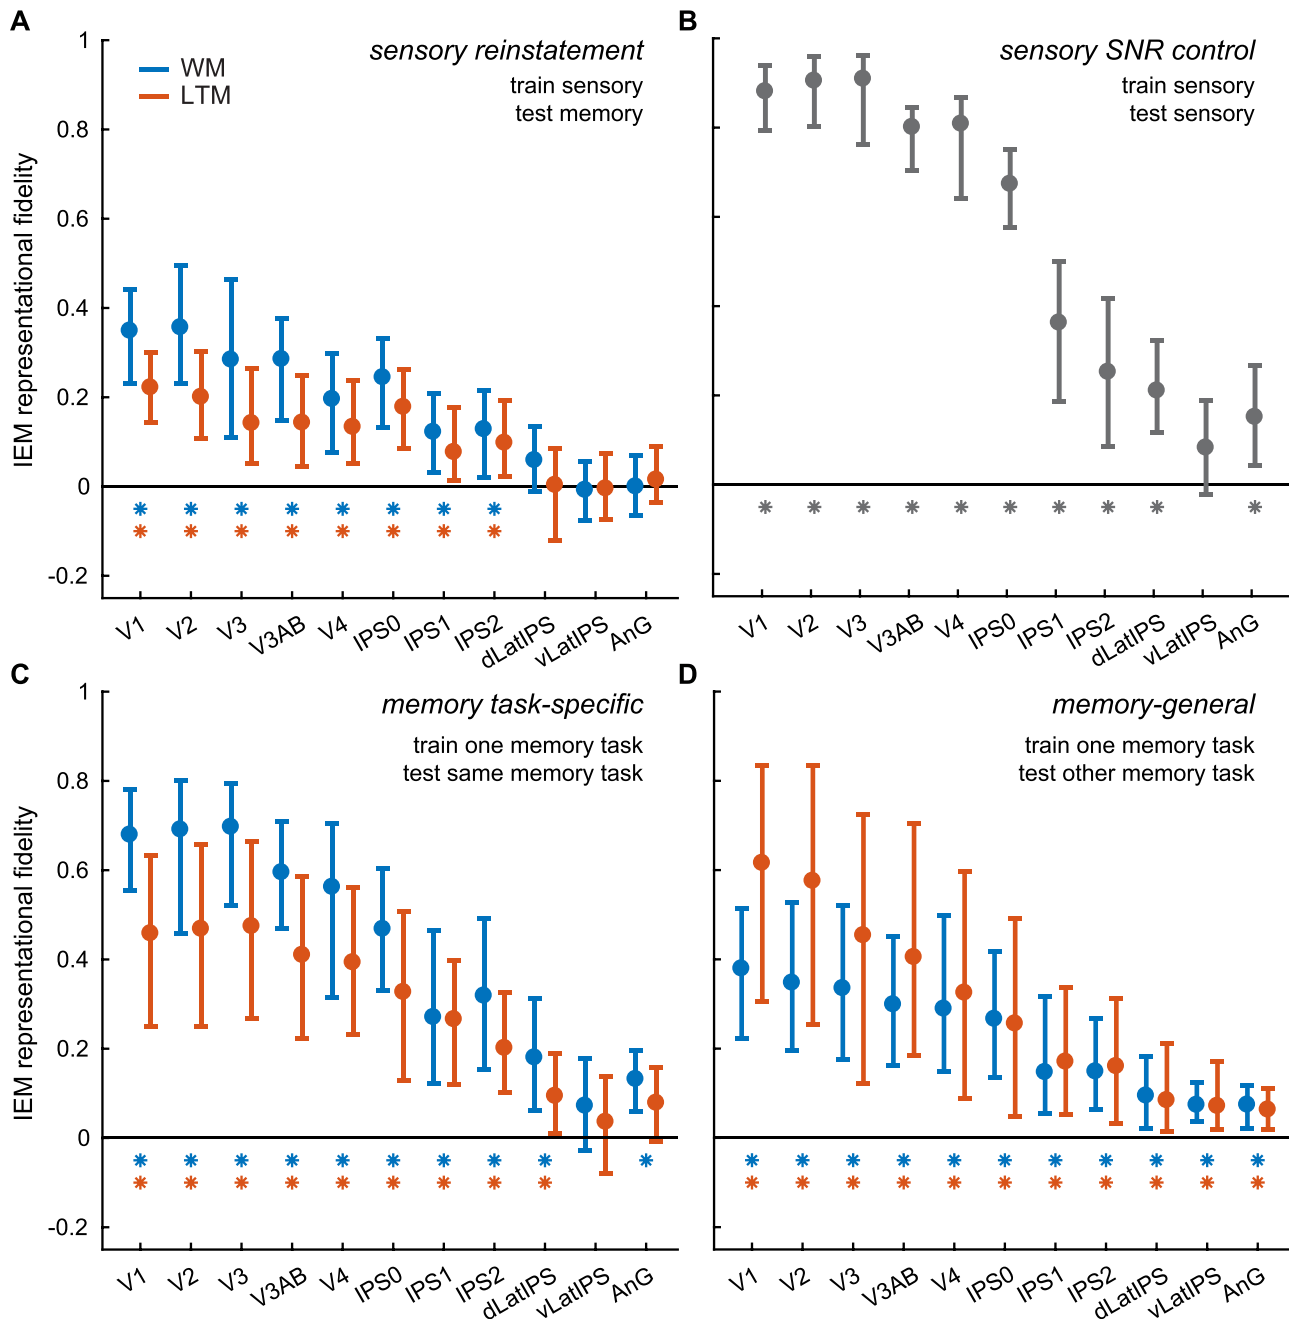 A
sensory reinstatement
train sensory
test memory
WM
LTM
IEM representational fidelity
1
0.8
0.6
0.4
0.2
0
-0.2
V1
V2
V3
V3AB
V4
IPS0
IPS1
IPS2
dLatIPS
vLatIPS
AnG
B
sensory SNR control
train sensory
test sensory
V1
V2
V3
V3AB
V4
IPS0
IPS1
IPS2
dLatIPS
vLatIPS
AnG
C
memory task-specific
train one memory task
test same memory task
IEM representational fidelity
1
0.8
0.6
0.4
0.2
0
-0.2
V1
V2
V3
V3AB
V4
IPS0
IPS1
IPS2
dLatIPS
vLatIPS
AnG
D
memory-general
train one memory task
test other memory task
V1
V2
V3
V3AB
V4
IPS0
IPS1
IPS2
dLatIPS
vLatIPS
AnG